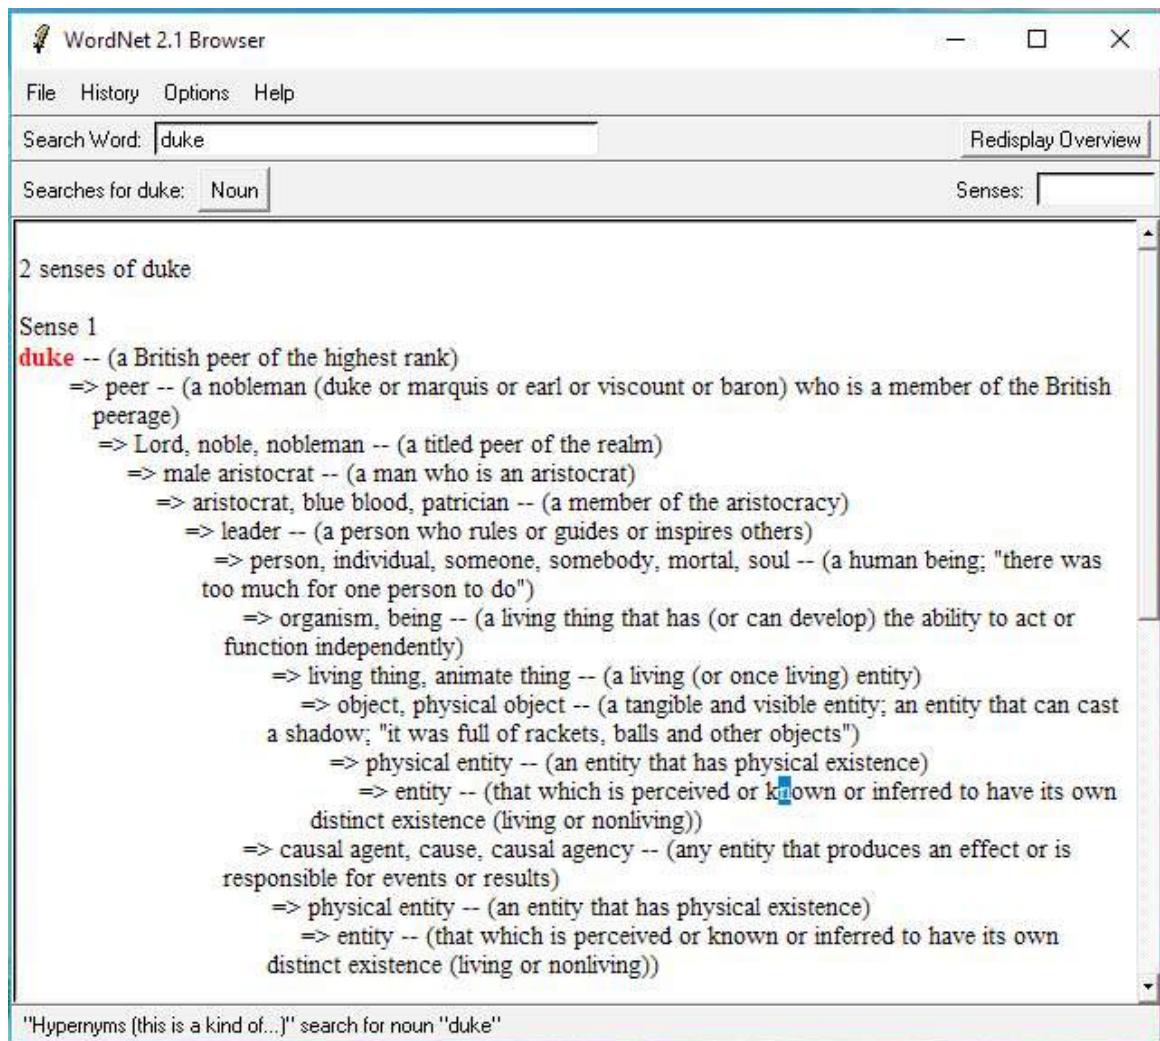 WordNet 2.1 Browser
File History Options Help
Search Word: duke Redisplay Overview
Searches for duke: Noun Senses:
2 senses of duke
Sense 1
duke -- (a British peer of the highest rank)
=> peer -- (a nobleman (duke or marquis or earl or viscount or baron) who is a member of the British
peerage)
=> Lord, noble, nobleman -- (a titled peer of the realm)
=> male aristocrat -- (a man who is an aristocrat)
=> aristocrat, blue blood, patrician -- (a member of the aristocracy)
=> leader -- (a person who rules or guides or inspires others)
=> person, individual, someone, somebody, mortal, soul -- (a human being; "there was
too much for one person to do")
=> organism, being -- (a living thing that has (or can develop) the ability to act or
function independently)
=> living thing, animate thing -- (a living (or once living) entity)
=> object, physical object -- (a tangible and visible entity; an entity that can cast
a shadow; "it was full of rackets, balls and other objects")
=> physical entity -- (an entity that has physical existence)
=> entity -- (that which is perceived or known or inferred to have its own
distinct existence (living or nonliving))
=> causal agent, cause, causal agency -- (any entity that produces an effect or is
responsible for events or results)
=> physical entity -- (an entity that has physical existence)
=> entity -- (that which is perceived or known or inferred to have its own
distinct existence (living or nonliving))
"Hypernyms (this is a kind of...)" search for noun "duke"